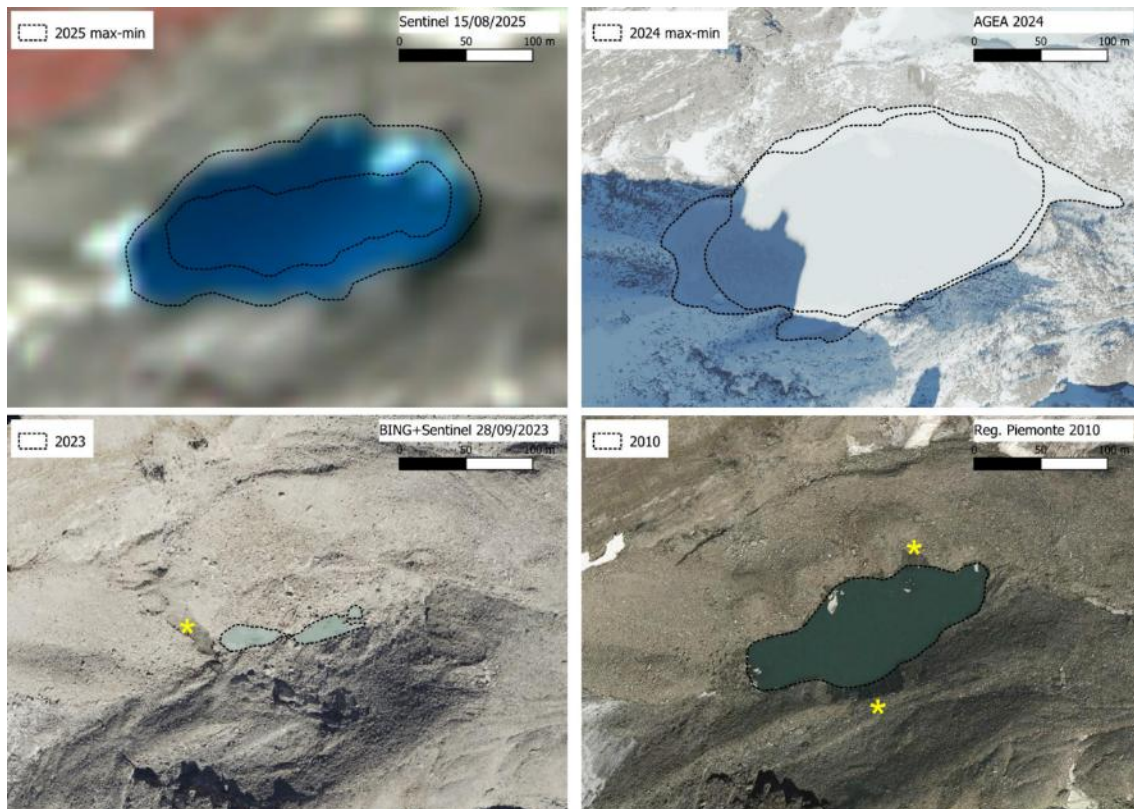 2025 max-min
Sentinel 15/08/2025
0 50 100 m
2024 max-min
AGEA 2024
0 50 100 m
2023
BING+Sentinel 28/09/2023
0 50 100 m
2010
Reg. Piemonte 2010
0 50 100 m